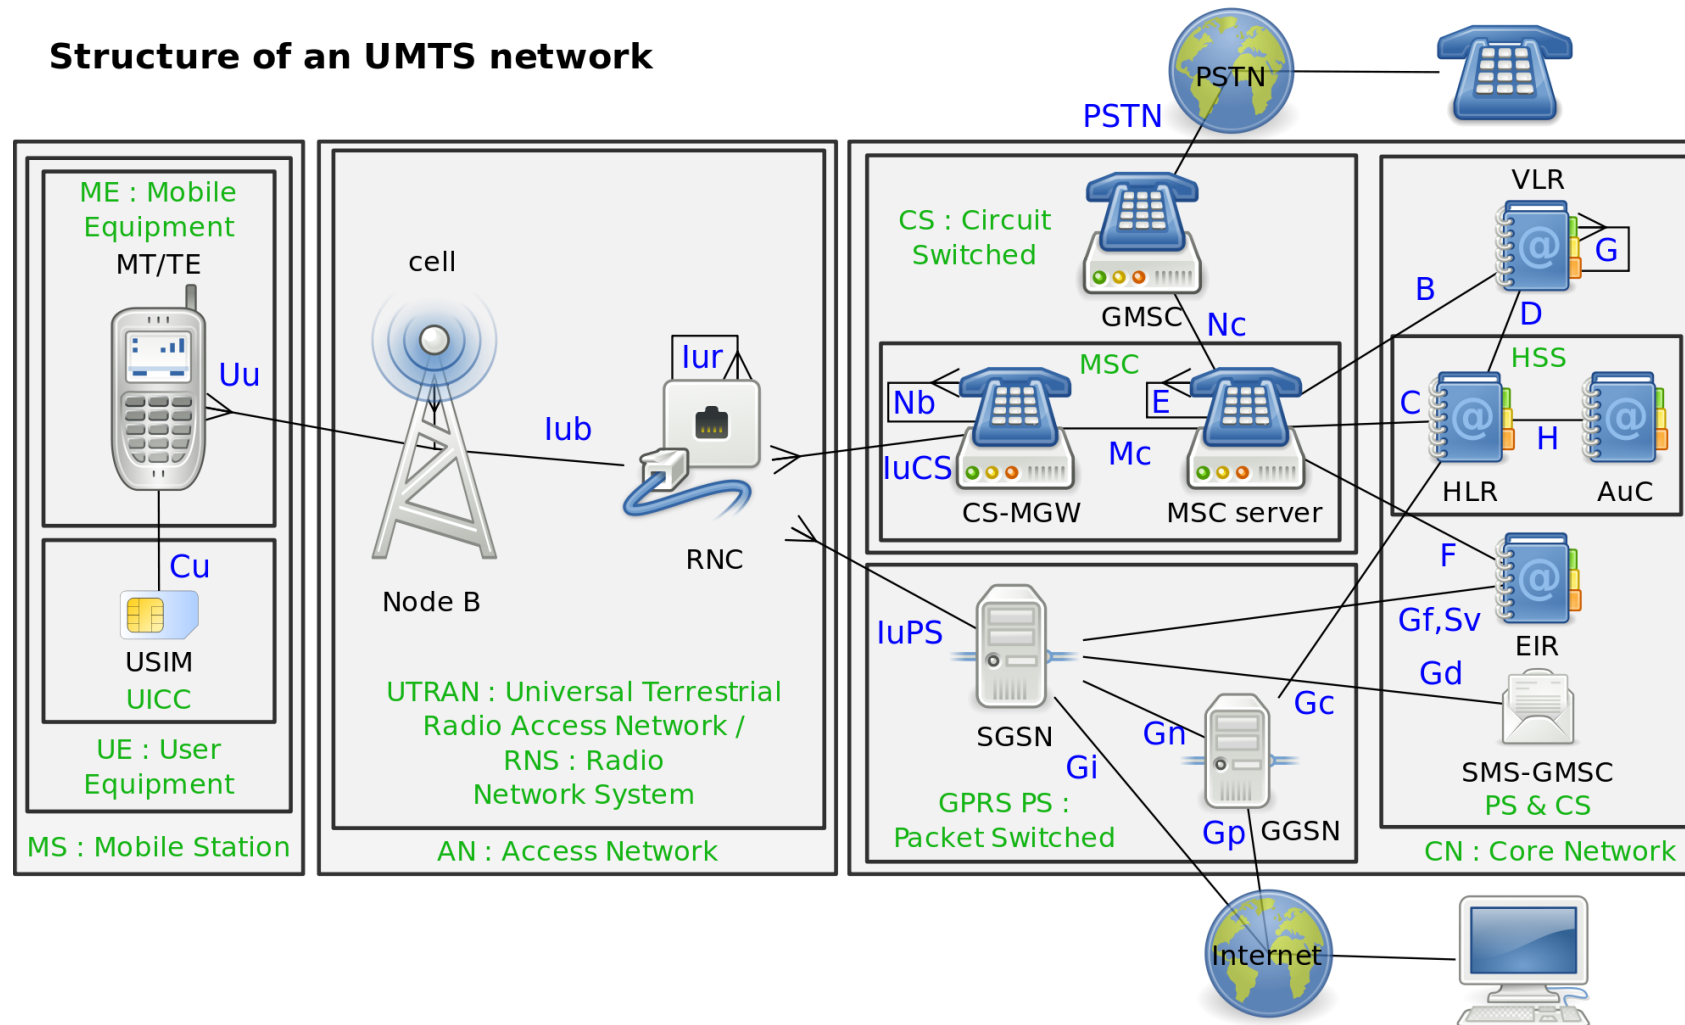 Structure of an UMTS network
PSTN
PSTN
ME : Mobile
Equipment
MT/TE
Uu
Cu
USIM
UICC
UE : User
Equipment
MS : Mobile Station
cell
Iub
Iur
Node B
RNC
UTRAN : Universal Terrestrial
Radio Access Network /
RNS : Radio
Network System
AN : Access Network
CS : Circuit
Switched
GMSC
Nc
MSC
Nb
E
IuCS
Mc
CS-MGW
MSC server
VLR
G
B
D
HSS
C
H
HLR
AuC
F
Gf,Sv
EIR
Gd
SMS-GMSC
PS & CS
CN : Core Network
IuPS
SGSN
Gn
Gc
Gi
GPRS PS :
Packet Switched
Gp
GGSN
Internet